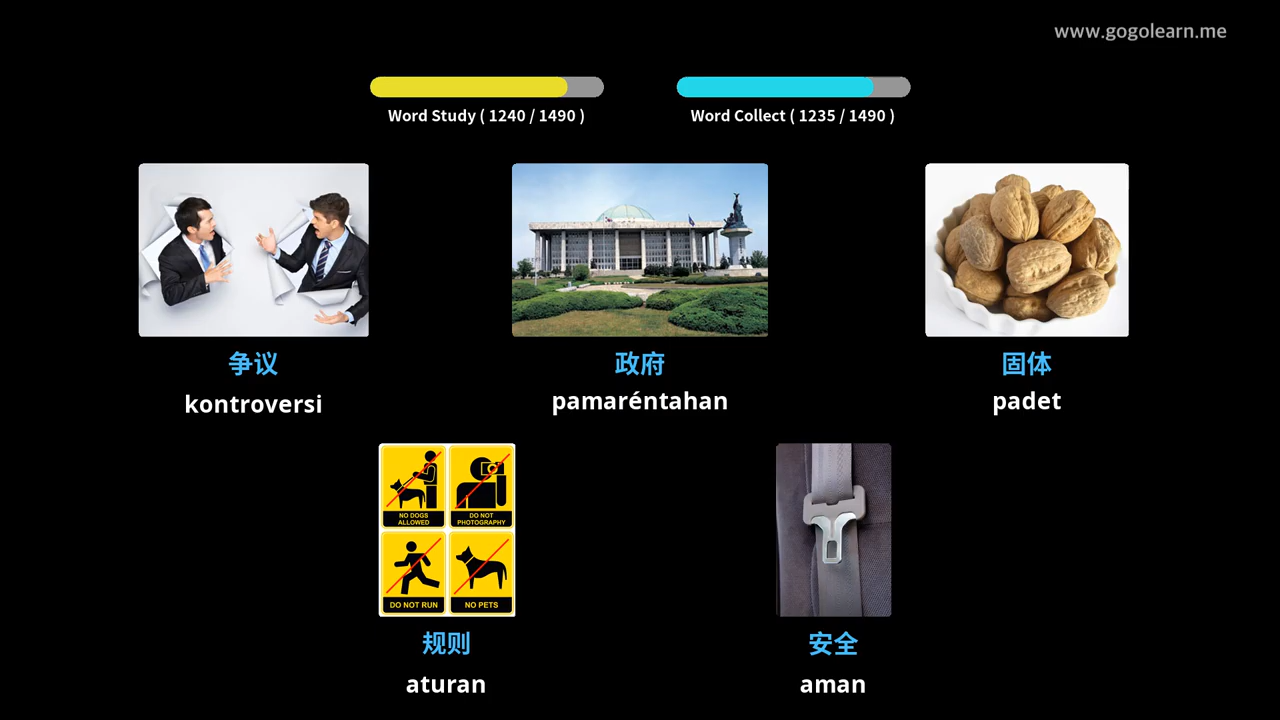 www.gogolearn.me
Word Study ( 1240 / 1490 )
Word Collect ( 1235 / 1490 )
争议
政府
固体
kontroversi
pamaréntahan
padet
NO DOGS
ALLOWED
DO NOT
PHOTOGRAPHY
DO NOT RUN
NO PETS
规则
安全
aturan
aman